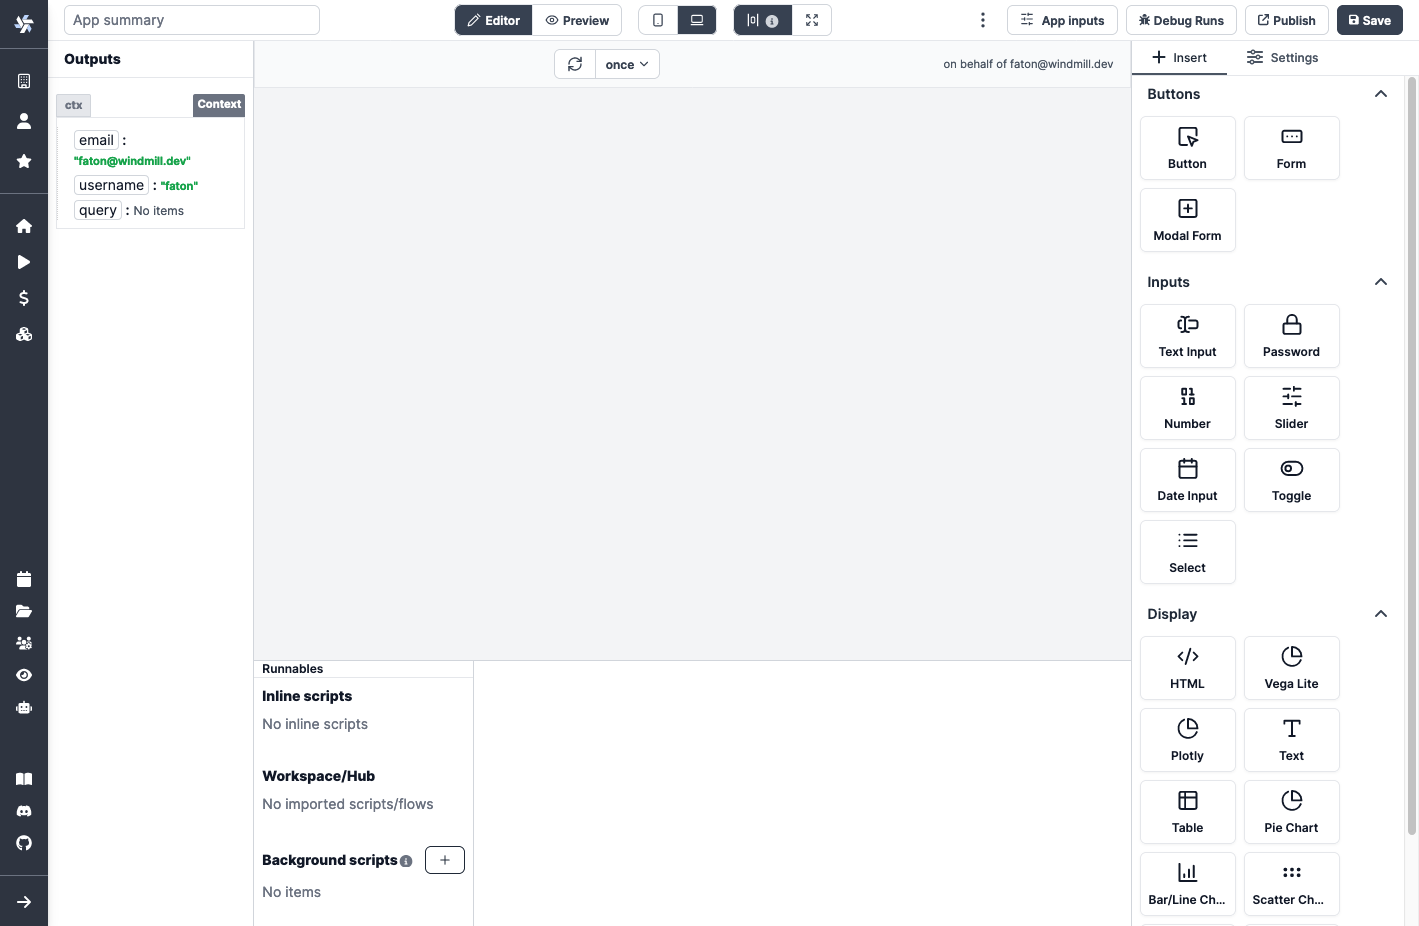 App summary
Editor
Preview
App inputs
Debug Runs
Publish
Save
Outputs
ctx
Context
email :
"faton@windmill.dev"
username : "faton"
query : No items
once
on behalf of faton@windmill.dev
Insert
Settings
Buttons
Button
Form
Modal Form
Inputs
Text Input
Password
Number
Slider
Date Input
Toggle
Select
Display
HTML
Vega Lite
Plotly
Text
Table
Pie Chart
Bar/Line Ch...
Scatter Ch...
Runnables
Inline scripts
No inline scripts
Workspace/Hub
No imported scripts/flows
Background scripts
No items